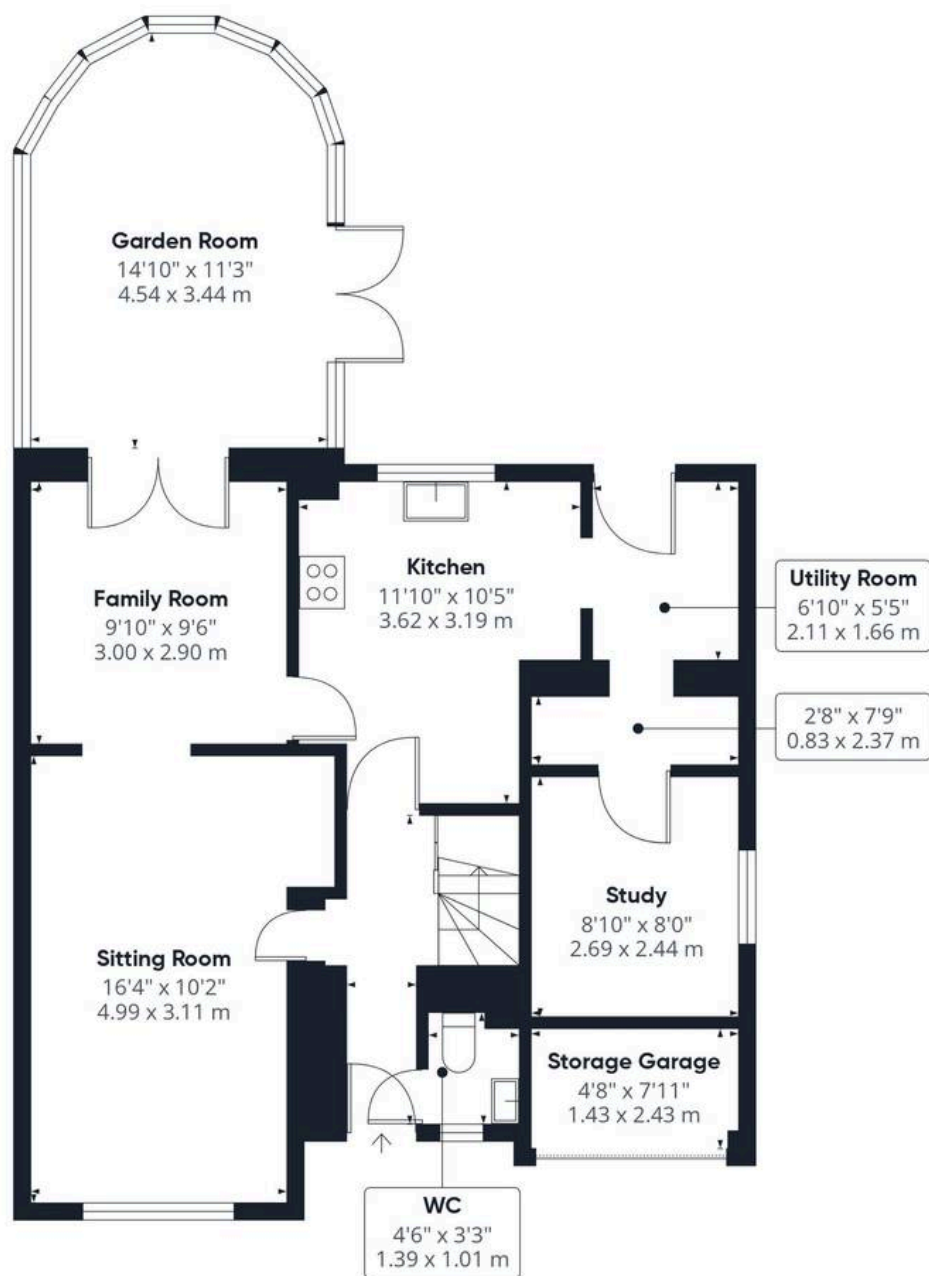 Garden Room
14'10" x 11'3"
4.54 x 3.44 m
Family Room
9'10" x 9'6"
3.00 x 2.90 m
Kitchen
11'10" x 10'5"
3.62 x 3.19 m
Utility Room
6'10" x 5'5"
2.11 x 1.66 m
2'8" x 7'9"
0.83 x 2.37 m
Study
8'10" x 8'0"
2.69 x 2.44 m
Sitting Room
16'4" x 10'2"
4.99 x 3.11 m
Storage Garage
4'8" x 7'11"
1.43 x 2.43 m
WC
4'6" x 3'3"
1.39 x 1.01 m